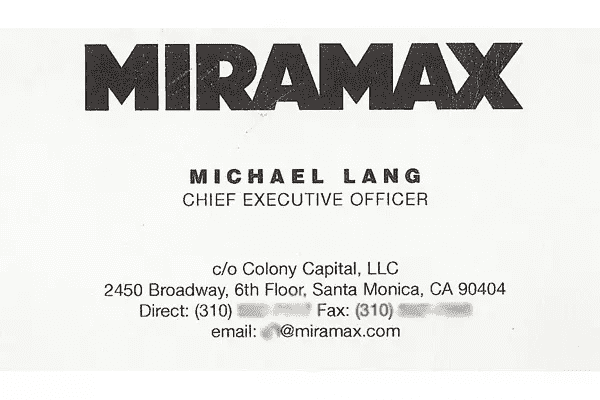 MIRAMAX
MICHAEL LANG
CHIEF EXECUTIVE OFFICER
c/o Colony Capital, LLC
2450 Broadway, 6th Floor, Santa Monica, CA 90404
Direct: (310) Fax: (310)
email: @miramax.com